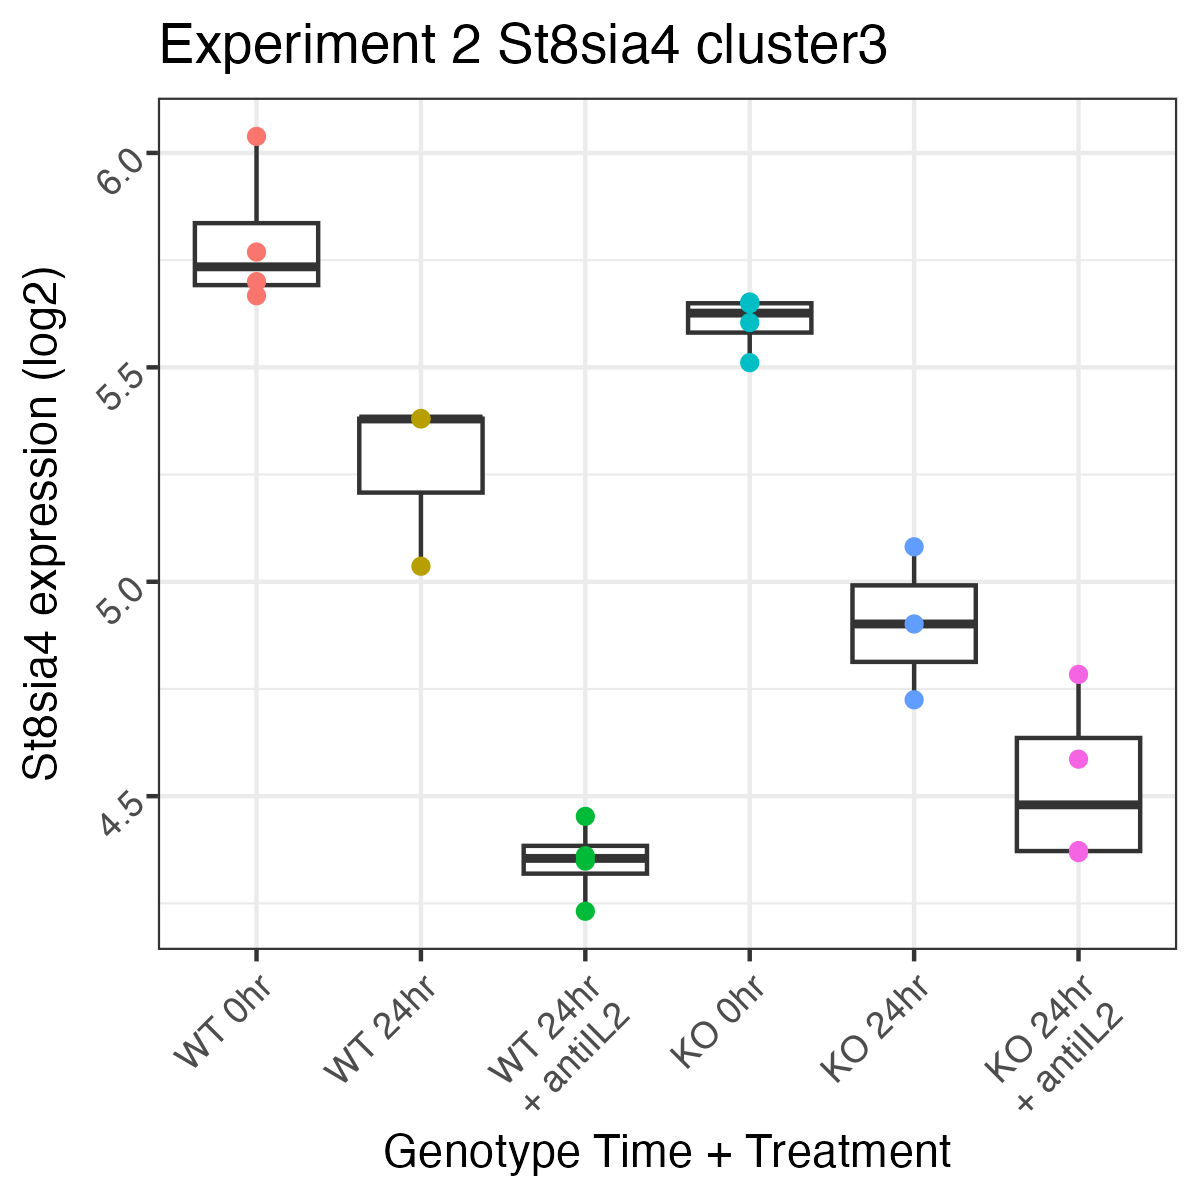 Experiment 2 St8sia4 cluster3
St8sia4 expression (log2)
6.0
5.5
5.0
4.5
WT 0hr
WT 24hr
WT 24hr
+ antiIL2
KO 0hr
KO 24hr
KO 24hr
+ antiIL2
Genotype Time + Treatment